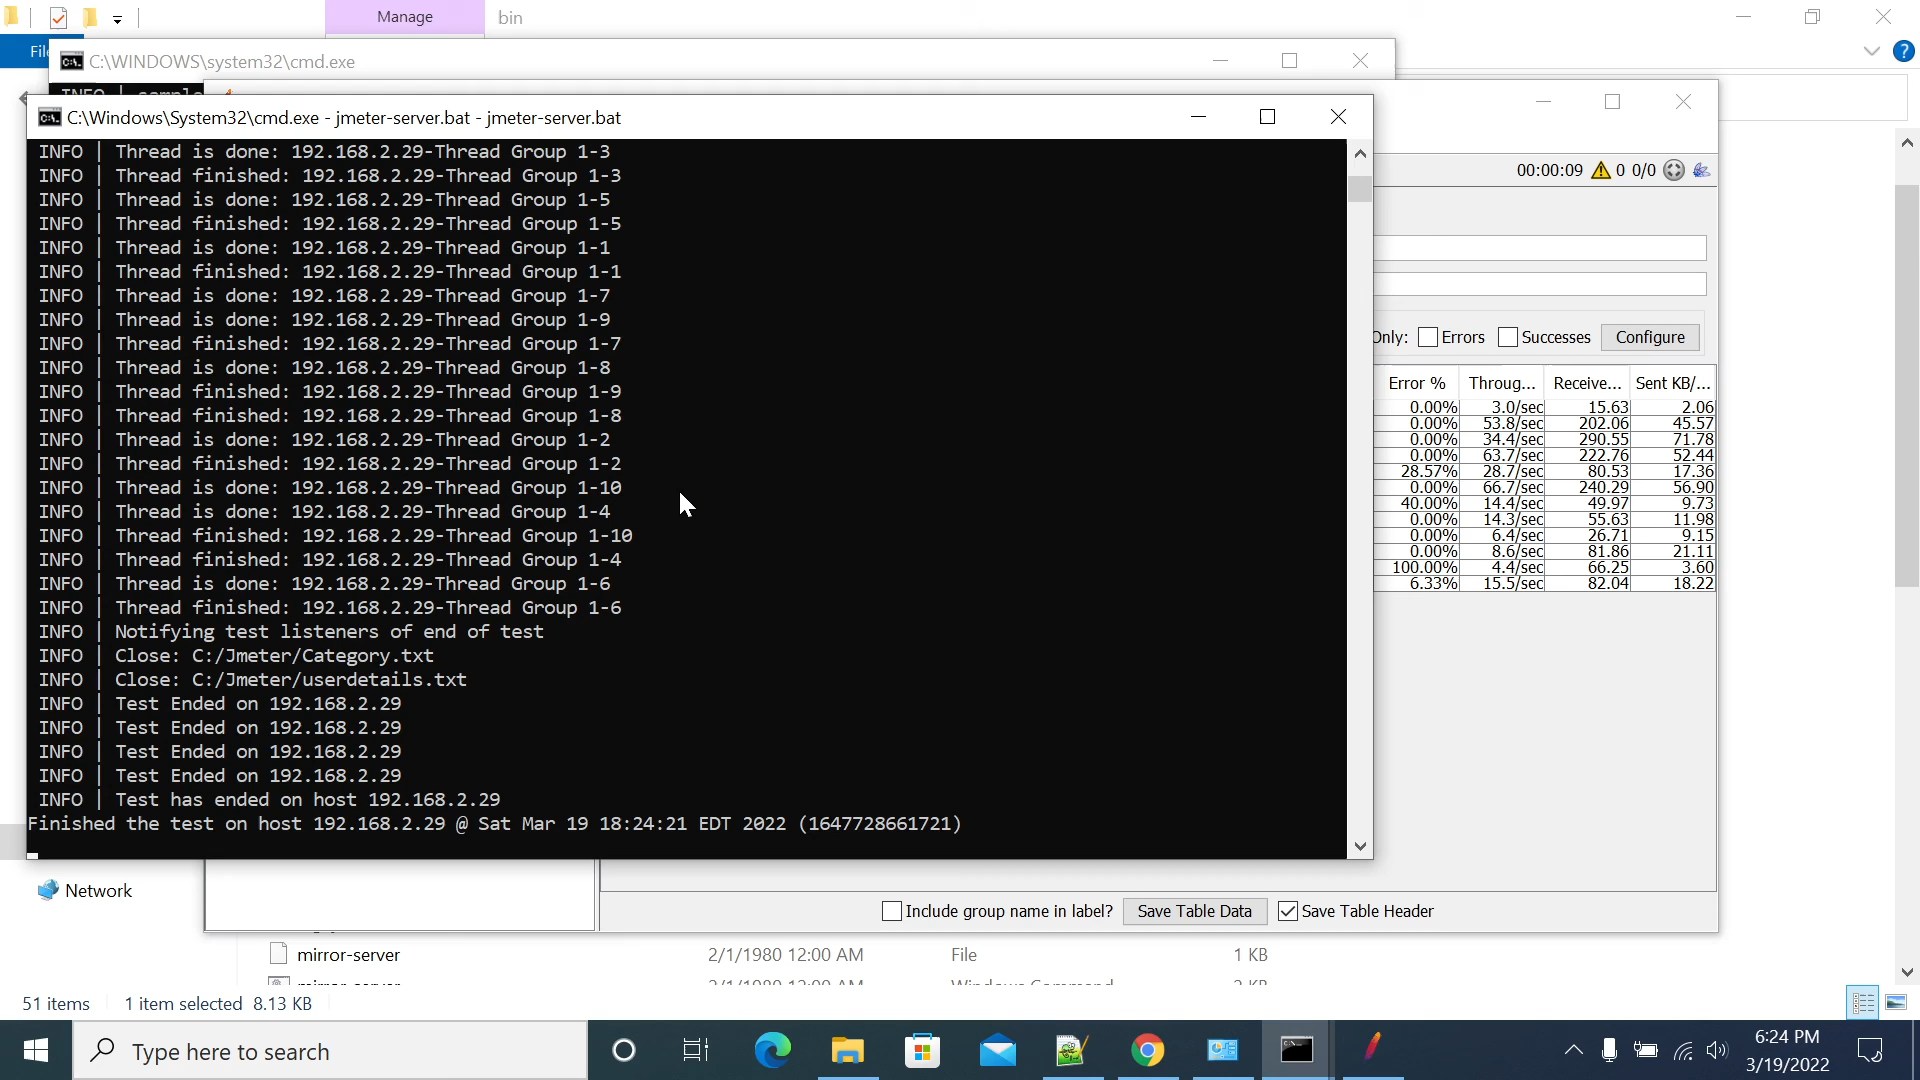 Manage
bin
File
C:\WINDOWS\system32\cmd.exe
C:\Windows\System32\cmd.exe - jmeter-server.bat - jmeter-server.bat
INFO | Thread is done: 192.168.2.29-Thread Group 1-3
INFO | Thread finished: 192.168.2.29-Thread Group 1-3
INFO | Thread is done: 192.168.2.29-Thread Group 1-5
INFO | Thread finished: 192.168.2.29-Thread Group 1-5
INFO | Thread is done: 192.168.2.29-Thread Group 1-1
INFO | Thread finished: 192.168.2.29-Thread Group 1-1
INFO | Thread is done: 192.168.2.29-Thread Group 1-7
INFO | Thread is done: 192.168.2.29-Thread Group 1-9
INFO | Thread finished: 192.168.2.29-Thread Group 1-7
INFO | Thread is done: 192.168.2.29-Thread Group 1-8
INFO | Thread finished: 192.168.2.29-Thread Group 1-9
INFO | Thread finished: 192.168.2.29-Thread Group 1-8
INFO | Thread is done: 192.168.2.29-Thread Group 1-2
INFO | Thread finished: 192.168.2.29-Thread Group 1-2
INFO | Thread is done: 192.168.2.29-Thread Group 1-10
INFO | Thread is done: 192.168.2.29-Thread Group 1-4
INFO | Thread finished: 192.168.2.29-Thread Group 1-10
INFO | Thread finished: 192.168.2.29-Thread Group 1-4
INFO | Thread is done: 192.168.2.29-Thread Group 1-6
INFO | Thread finished: 192.168.2.29-Thread Group 1-6
INFO | Notifying test listeners of end of test
INFO | Close: C:/Jmeter/Category.txt
INFO | Close: C:/Jmeter/userdetails.txt
INFO | Test Ended on 192.168.2.29
INFO | Test Ended on 192.168.2.29
INFO | Test Ended on 192.168.2.29
INFO | Test Ended on 192.168.2.29
INFO | Test has ended on host 192.168.2.29
Finished the test on host 192.168.2.29 @ Sat Mar 19 18:24:21 EDT 2022 (1647728661721)
00:00:09 0 0/0
Only: Errors Successes Configure
Error % Throug... Receive... Sent KB/...
0.00% 3.0/sec 15.63 2.06
0.00% 53.8/sec 202.06 45.57
0.00% 34.4/sec 290.55 71.78
0.00% 63.7/sec 222.76 52.44
28.57% 28.7/sec 80.53 17.36
0.00% 66.7/sec 240.29 56.90
40.00% 14.4/sec 49.97 9.73
0.00% 14.3/sec 55.63 11.98
0.00% 6.4/sec 26.71 9.15
0.00% 8.6/sec 81.86 21.11
100.00% 4.4/sec 66.25 3.60
6.33% 15.5/sec 82.04 18.22
Network
Include group name in label? Save Table Data Save Table Header
mirror-server 2/1/1980 12:00 AM File 1 KB
51 items 1 item selected 8.13 KB
Type here to search
6:24 PM
3/19/2022